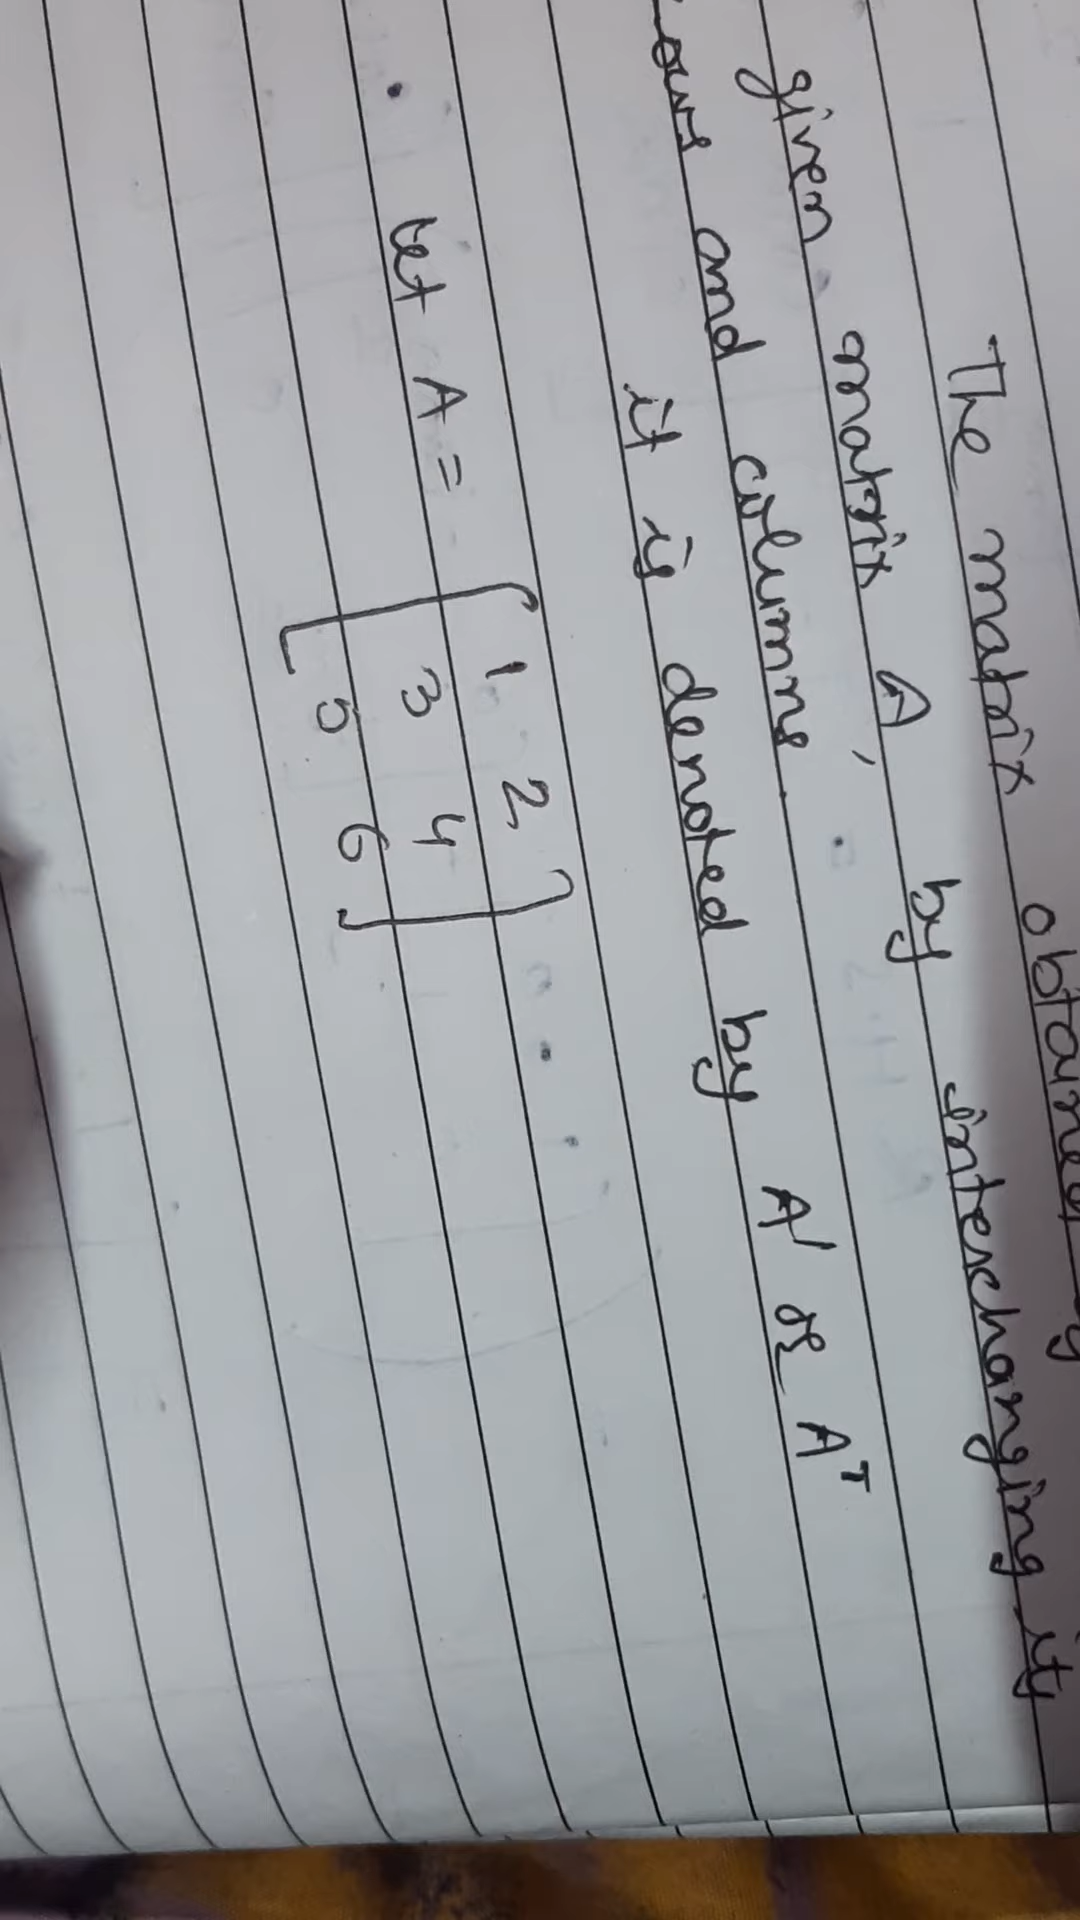 The matrix obtained by
given matrix A by interchanging its
rows and columns.
it is denoted by A' or Aᵀ
let A = [1 2
3 4
5 6]